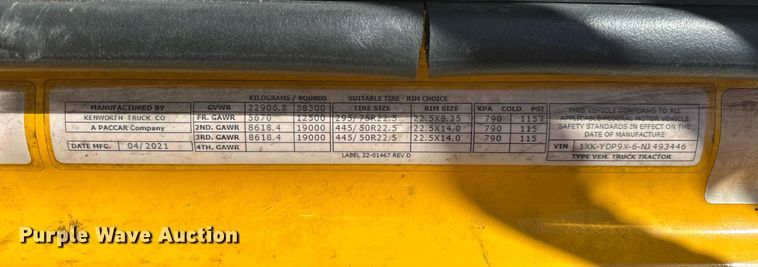 KILOGRAMS / POUNDS SUITABLE TIRE - RIM CHOICE
MANUFACTURED BY GVWR 22906.8 50500 TIRE SIZE RIM SIZE KPA COLD PSI THIS VEHICLE CONFORMS TO ALL
KENWORTH TRUCK CO FR. GAWR 5670 12500 295/75R22.5 22.5X8.25 790 115 APPLICABLE FEDERAL MOTOR VEHICLE
A PACCAR Company 2ND. GAWR 8618.4 19000 445/50R22.5 22.5X14.0 790 115 SAFETY STANDARDS IN EFFECT ON THE
3RD. GAWR 8618.4 19000 445/50R22.5 22.5X14.0 790 115 DATE OF MANUFACTURE
DATE MFG. 04/2021 4TH. GAWR VIN 1XK-YDP9X-6-NJ493446
LABEL 22-01467 REV D TYPE VEH. TRUCK TRACTOR
Purple Wave Auction